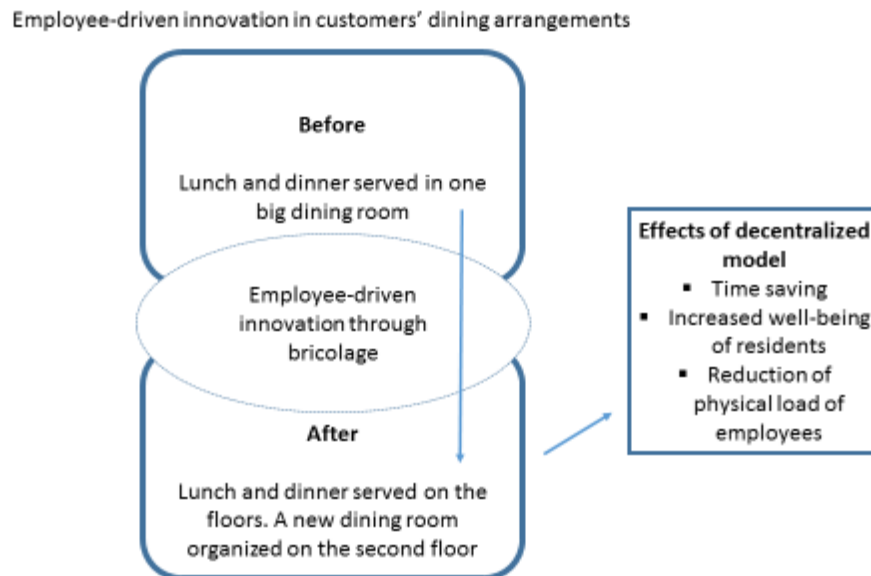 Employee-driven innovation in customers’ dining arrangements
Before
Lunch and dinner served in one
big dining room
Employee-driven
innovation through
bricolage
After
Lunch and dinner served on the
floors. A new dining room
organized on the second floor
Effects of decentralized
model
▪ Time saving
▪ Increased well-being
of residents
▪ Reduction of
physical load of
employees